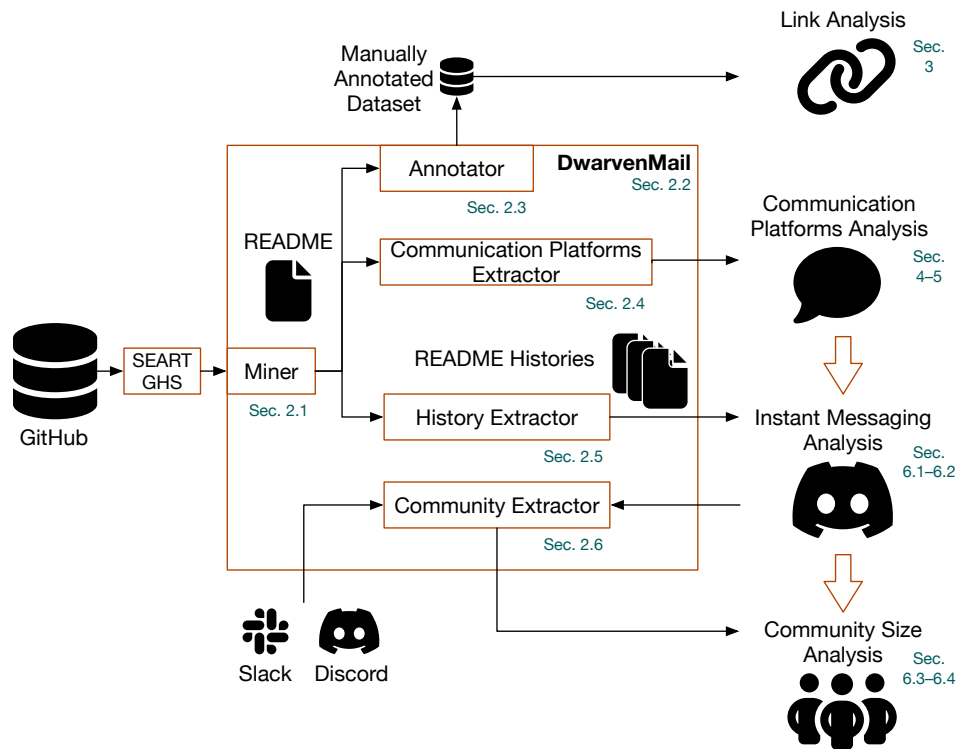 Link Analysis
Sec.
3
Manually
Annotated
Dataset
DwarvenMail
Sec. 2.2
Annotator
Sec. 2.3
README
Communication Platforms
Extractor
Sec. 2.4
Communication
Platforms Analysis
Sec.
4–5
SEART
GHS
Miner
Sec. 2.1
GitHub
README Histories
History Extractor
Sec. 2.5
Instant Messaging
Analysis
Sec.
6.1–6.2
Community Extractor
Sec. 2.6
Slack
Discord
Community Size
Analysis
Sec.
6.3–6.4